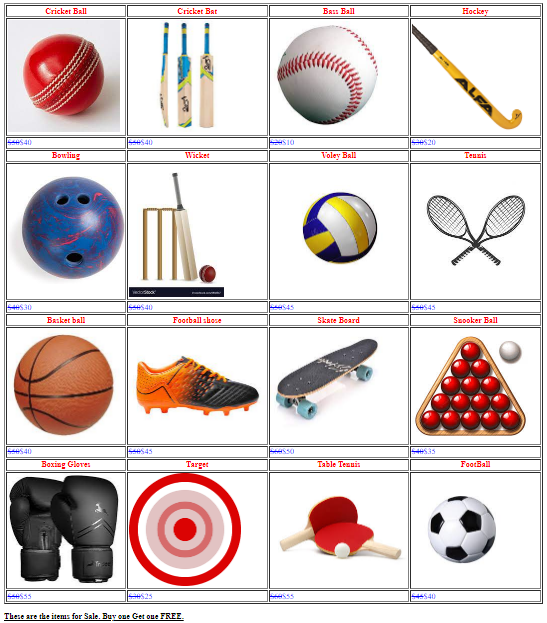 Cricket Ball Cricket Bat Bass Ball Hockey
ALFA
$50$40 $50$40 $20$10 $30$20
Bowling Wicket Voley Ball Tennis
VectorStock
$40$30 $50$40 $50$45 $50$45
Basket ball Football shose Skate Board Snooker Ball
$50$40 $50$45 $60$50 $40$35
Boxing Gloves Target Table Tennis FootBall
$55 $30$25 $60$55 $45$40
These are the items for Sale. Buy one Get one FREE.